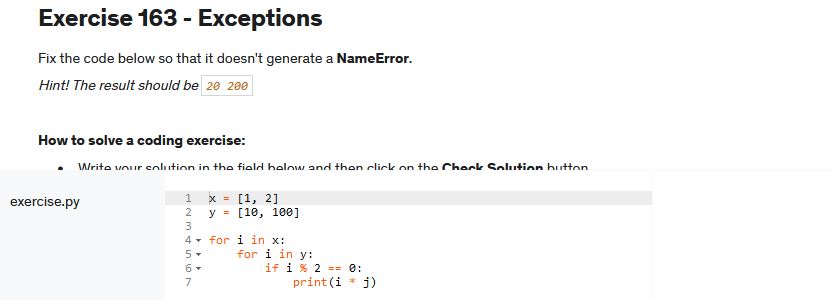 Exercise 163 - Exceptions
Fix the code below so that it doesn't generate a NameError.
Hint! The result should be 20 200
How to solve a coding exercise:
• Write your solution in the field below and then click on the Check Solution button
exercise.py
1 x = [1, 2]
2 y = [10, 100]
3
4 for i in x:
5     for i in y:
6         if i % 2 == 0:
7             print(i * j)